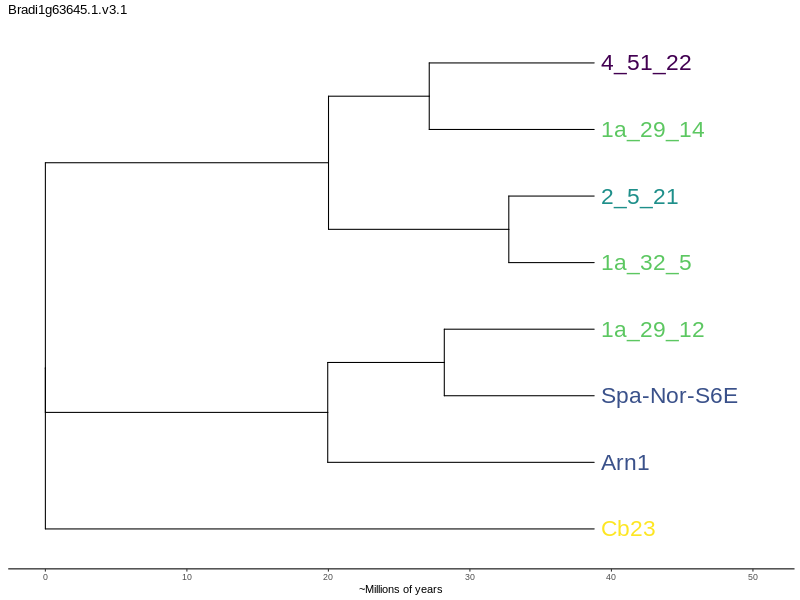 Bradi1g63645.1.v3.1
4_51_22
1a_29_14
2_5_21
1a_32_5
1a_29_12
Spa-Nor-S6E
Arn1
Cb23
0 10 20 30 40 50
~Millions of years